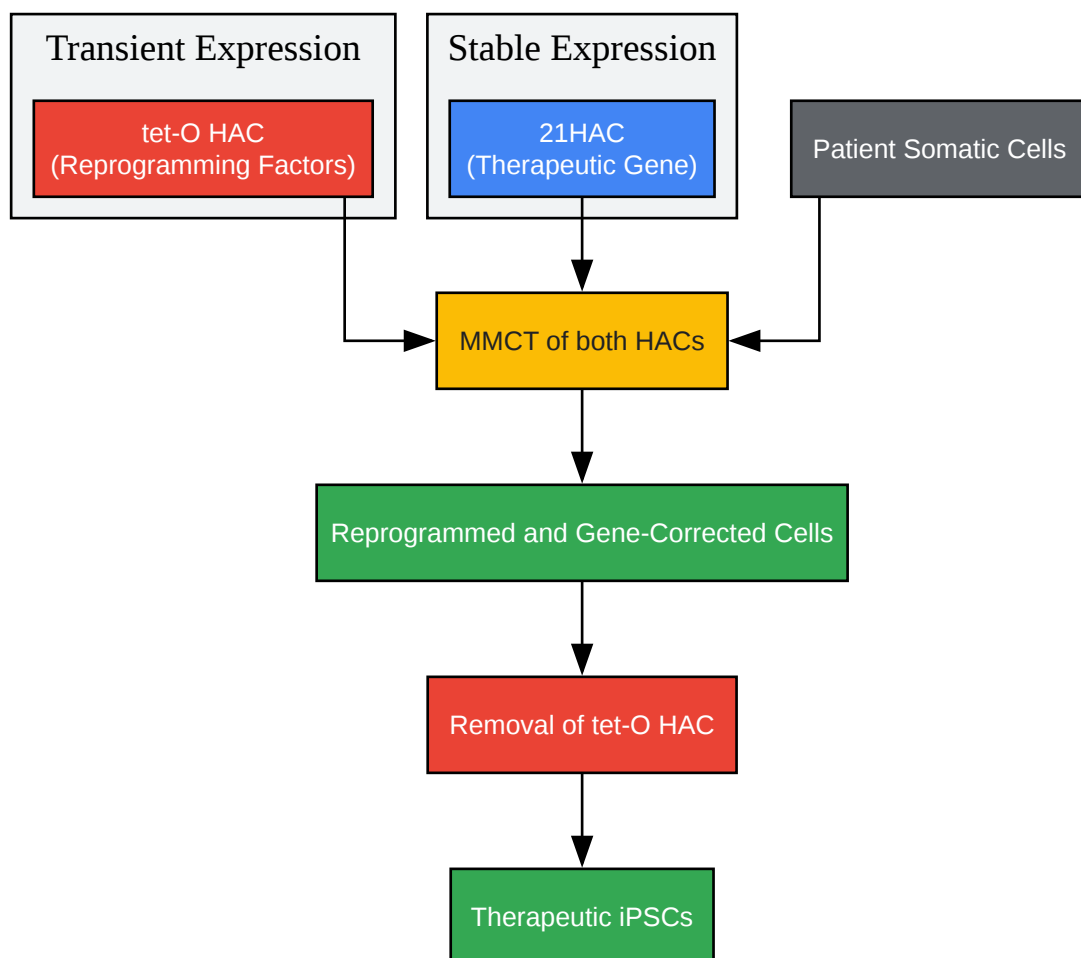 Transient Expression
Stable Expression
tet-O HAC
(Reprogramming Factors)
21HAC
(Therapeutic Gene)
Patient Somatic Cells
MMCT of both HACs
Reprogrammed and Gene-Corrected Cells
Removal of tet-O HAC
Therapeutic iPSCs